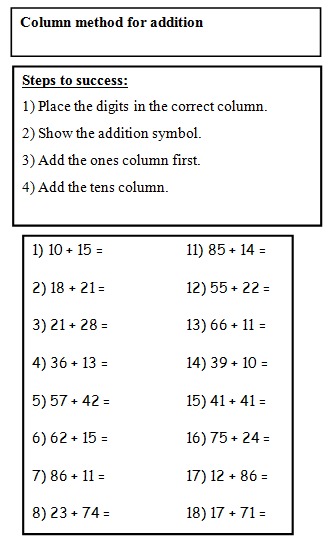 Column method for addition
Steps to success:
1) Place the digits in the correct column.
2) Show the addition symbol.
3) Add the ones column first.
4) Add the tens column.
1) 10 + 15 =
2) 18 + 21 =
3) 21 + 28 =
4) 36 + 13 =
5) 57 + 42 =
6) 62 + 15 =
7) 86 + 11 =
8) 23 + 74 =
11) 85 + 14 =
12) 55 + 22 =
13) 66 + 11 =
14) 39 + 10 =
15) 41 + 41 =
16) 75 + 24 =
17) 12 + 86 =
18) 17 + 71 =